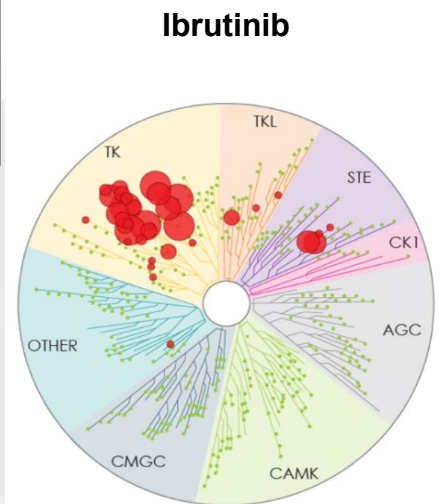 Ibrutinib
TKL
TK
STE
CK1
AGC
OTHER
CMGC
CAMK